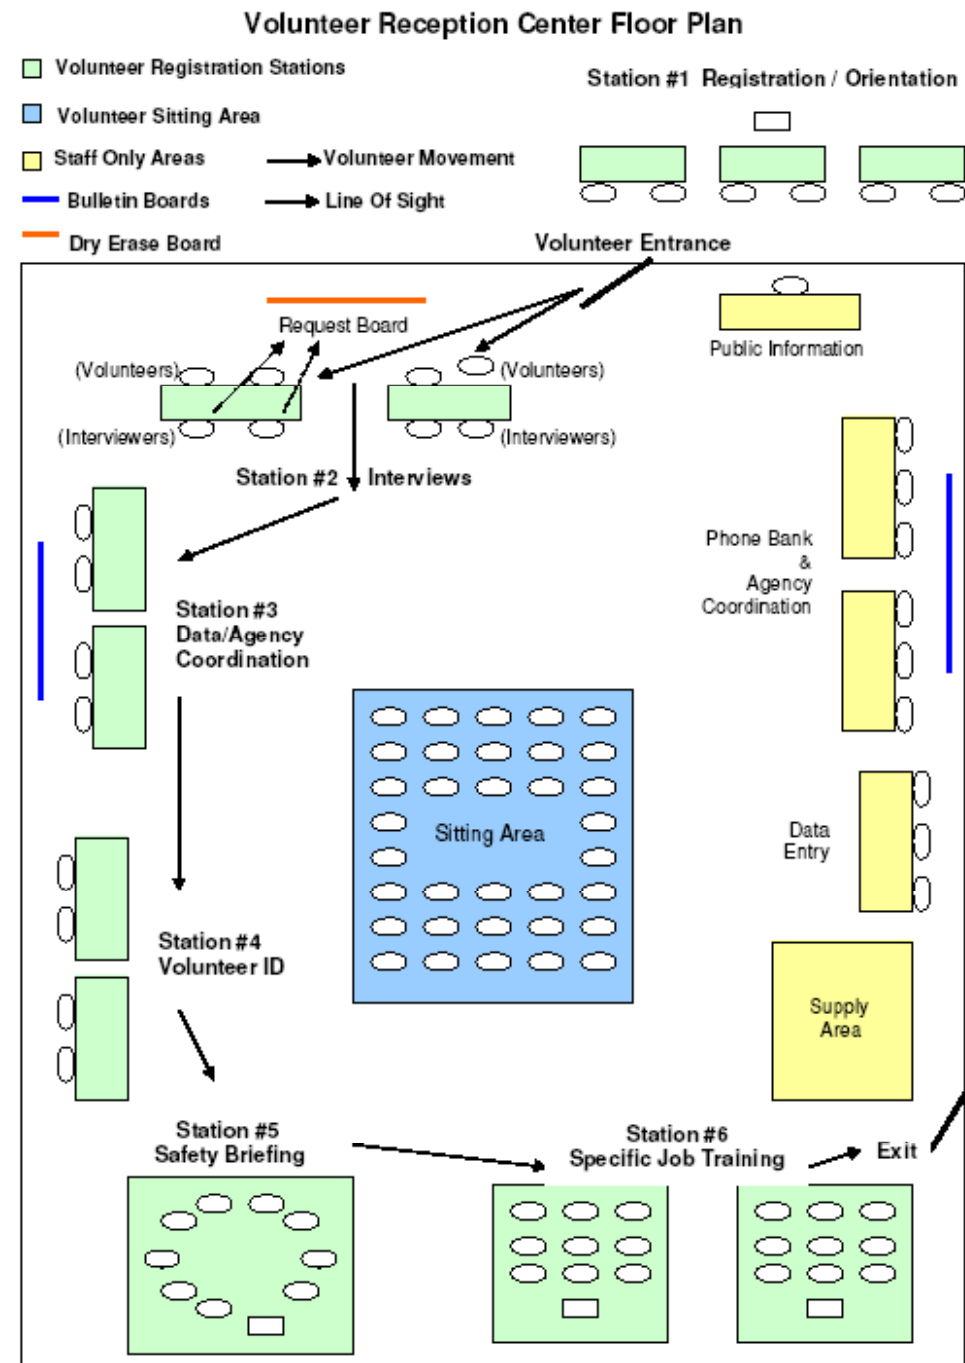 Volunteer Reception Center Floor Plan
Volunteer Registration Stations
Station #1 Registration / Orientation
Volunteer Sitting Area
Staff Only Areas
Volunteer Movement
Bulletin Boards
Line Of Sight
Dry Erase Board
Volunteer Entrance
Request Board
Public Information
(Volunteers)
(Volunteers)
(Interviewers)
(Interviewers)
Station #2 Interviews
Phone Bank
&
Agency
Coordination
Station #3
Data/Agency
Coordination
Sitting Area
Data
Entry
Station #4
Volunteer ID
Supply
Area
Station #5
Safety Briefing
Station #6
Specific Job Training
Exit